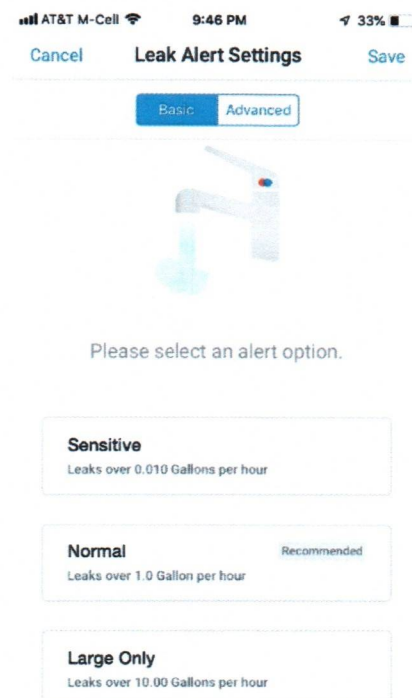 AT&T M-Cell 9:46 PM 33%
Cancel Leak Alert Settings Save
Basic Advanced
Please select an alert option.
Sensitive
Leaks over 0.010 Gallons per hour
Normal Recommended
Leaks over 1.0 Gallon per hour
Large Only
Leaks over 10.00 Gallons per hour